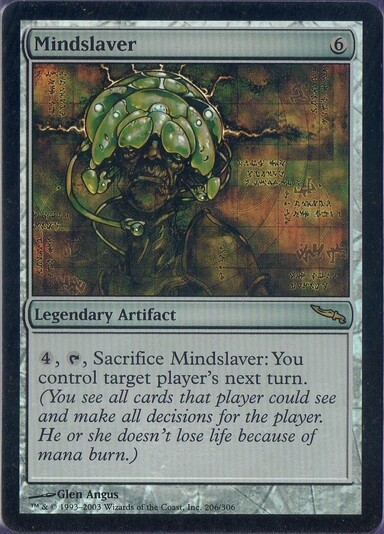 Mindslaver 6
Legendary Artifact
4, , Sacrifice Mindslaver: You
control target player's next turn.
(You see all cards that player could see
and make all decisions for the player.
He or she doesn't lose life because of
mana burn.)
Glen Angus
™ & © 1993–2003 Wizards of the Coast, Inc. 206/306